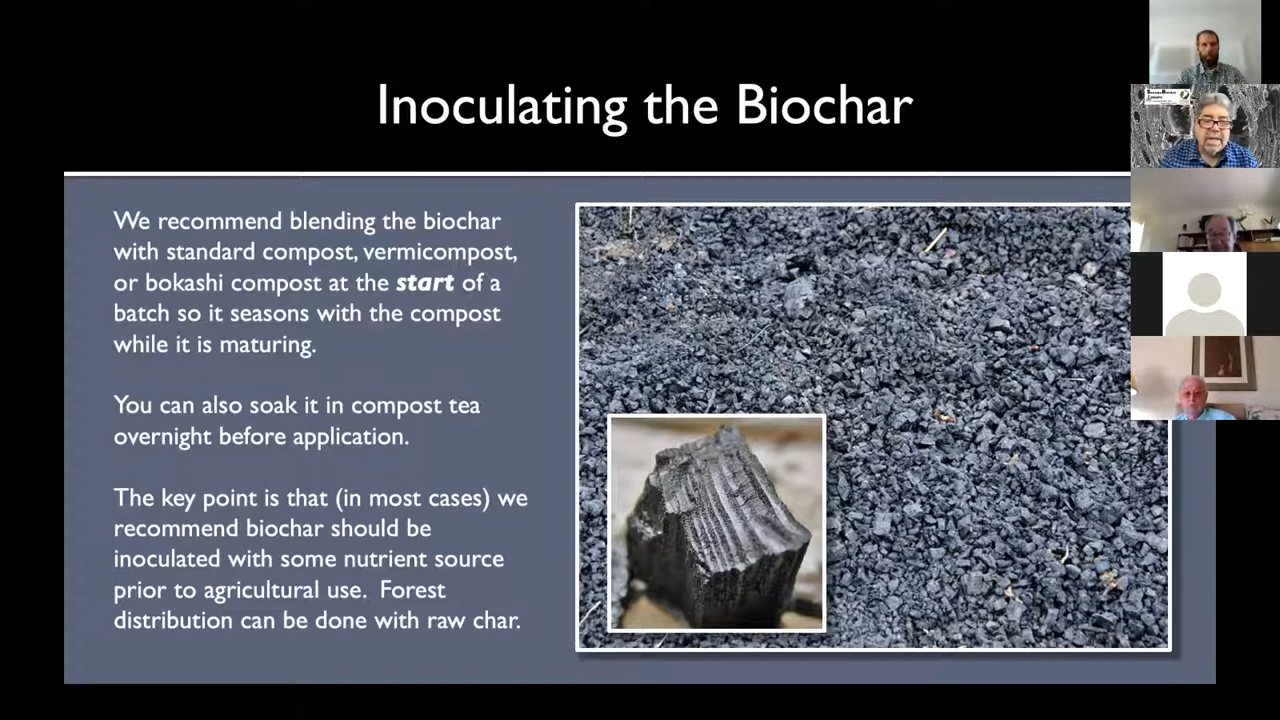 Inoculating the Biochar
We recommend blending the biochar
with standard compost, vermicompost,
or bokashi compost at the start of a
batch so it seasons with the compost
while it is maturing.
You can also soak it in compost tea
overnight before application.
The key point is that (in most cases) we
recommend biochar should be
inoculated with some nutrient source
prior to agricultural use. Forest
distribution can be done with raw char.